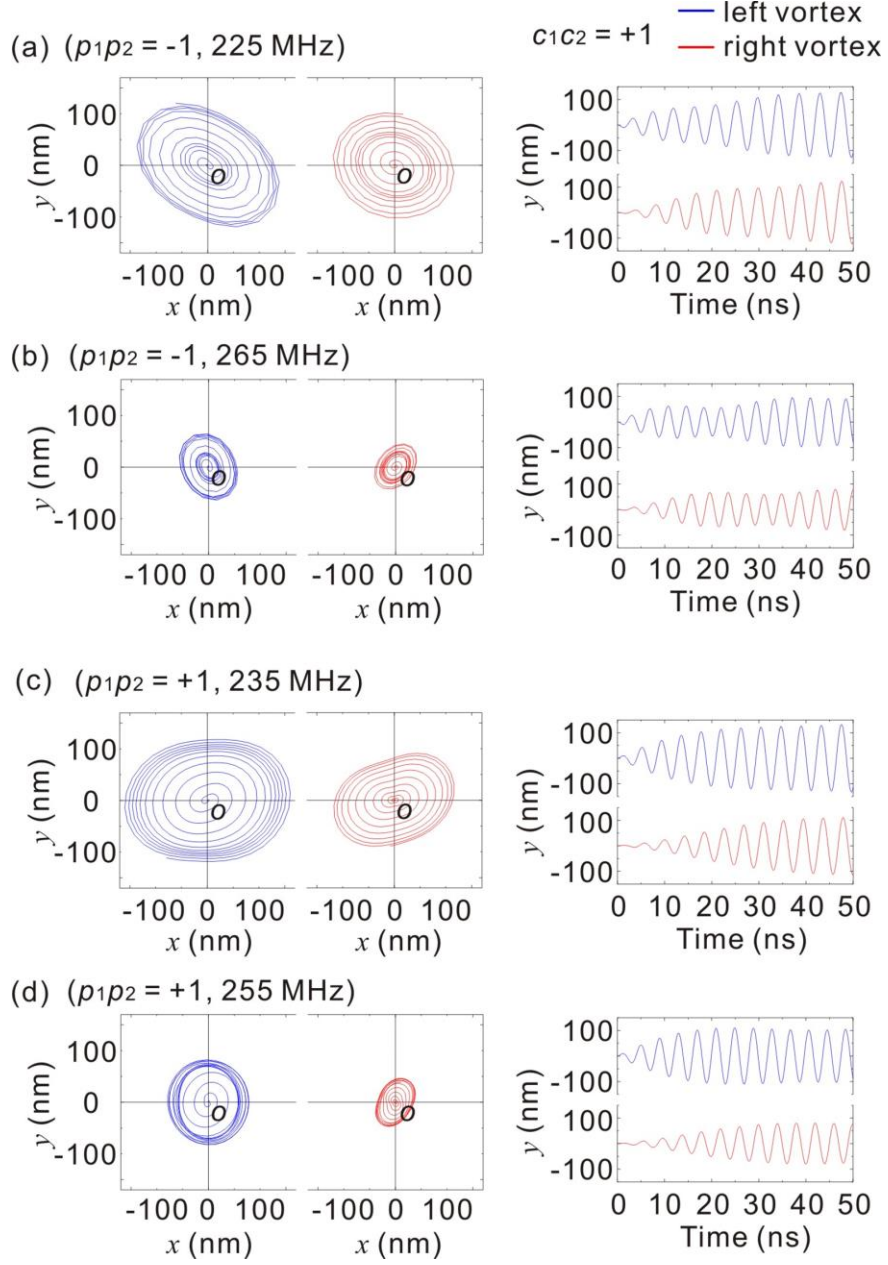 (a) (p1p2 = -1, 225 MHz)
c1c2 = +1
left vortex
right vortex
100
0
-100
y (nm)
O
O
-100 0 100
-100 0 100
x (nm)
x (nm)
100
-100
100
-100
y (nm)
0 10 20 30 40 50
Time (ns)
(b) (p1p2 = -1, 265 MHz)
100
0
-100
y (nm)
O
O
-100 0 100
-100 0 100
x (nm)
x (nm)
100
-100
100
-100
y (nm)
0 10 20 30 40 50
Time (ns)
(c) (p1p2 = +1, 235 MHz)
100
0
-100
y (nm)
O
O
-100 0 100
-100 0 100
x (nm)
x (nm)
100
-100
100
-100
y (nm)
0 10 20 30 40 50
Time (ns)
(d) (p1p2 = +1, 255 MHz)
100
0
-100
y (nm)
O
O
-100 0 100
-100 0 100
x (nm)
x (nm)
100
-100
100
-100
y (nm)
0 10 20 30 40 50
Time (ns)